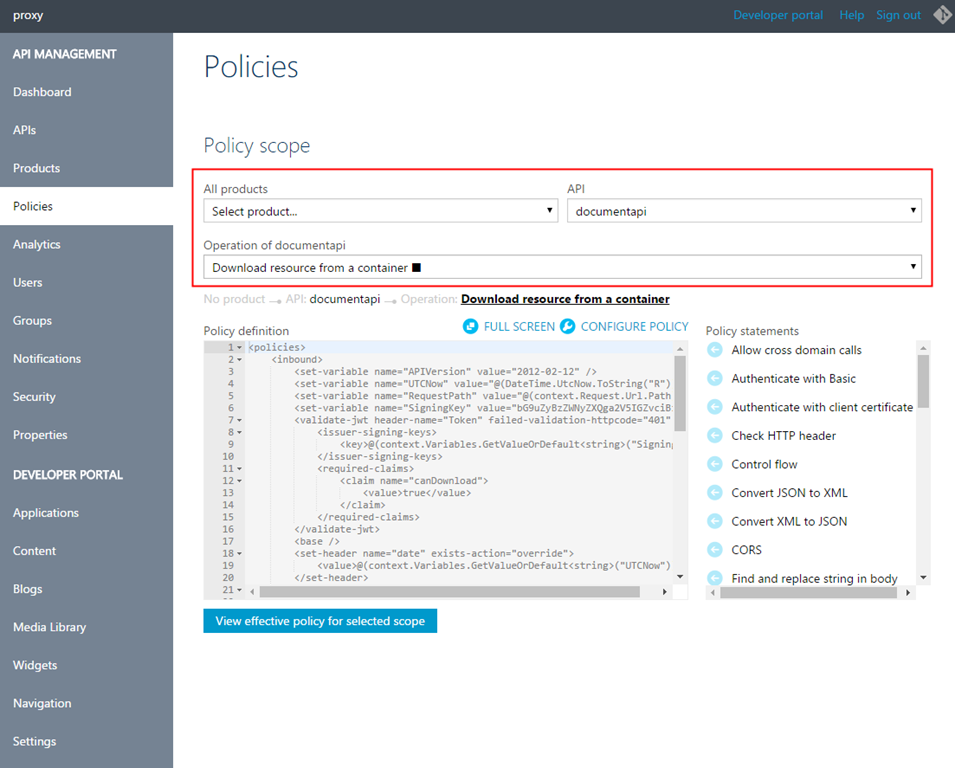 proxy
Developer portal Help Sign out
API MANAGEMENT
Dashboard
APIs
Products
Policies
Analytics
Users
Groups
Notifications
Security
Properties
DEVELOPER PORTAL
Applications
Content
Blogs
Media Library
Widgets
Navigation
Settings
Policies
Policy scope
All products
Select product...
API
documentapi
Operation of documentapi
Download resource from a container ■
No product → API: documentapi → Operation: Download resource from a container
Policy definition
FULL SCREEN CONFIGURE POLICY
1 <policies>
2 <inbound>
3 <set-variable name="APIVersion" value="2012-02-12" />
4 <set-variable name="UTCNow" value="@(DateTime.UtcNow.ToString("R")
5 <set-variable name="RequestPath" value="@(context.Request.Url.Path
6 <set-variable name="SigningKey" value="
7 <validate-jwt header-name="Token" failed-validation-httpcode="401"
8 <issuer-signing-keys>
9 <key>@(context.Variables.GetValueOrDefault<string>("Signin
10 </issuer-signing-keys>
11 <required-claims>
12 <claim name="canDownload">
13 <value>true</value>
14 </claim>
15 </required-claims>
16 </validate-jwt>
17 <base />
18 <set-header name="date" exists-action="override">
19 <value>@(context.Variables.GetValueOrDefault<string>("UTCNow")
20 </set-header>
21
View effective policy for selected scope
Policy statements
Allow cross domain calls
Authenticate with Basic
Authenticate with client certificate
Check HTTP header
Control flow
Convert JSON to XML
Convert XML to JSON
CORS
Find and replace string in body